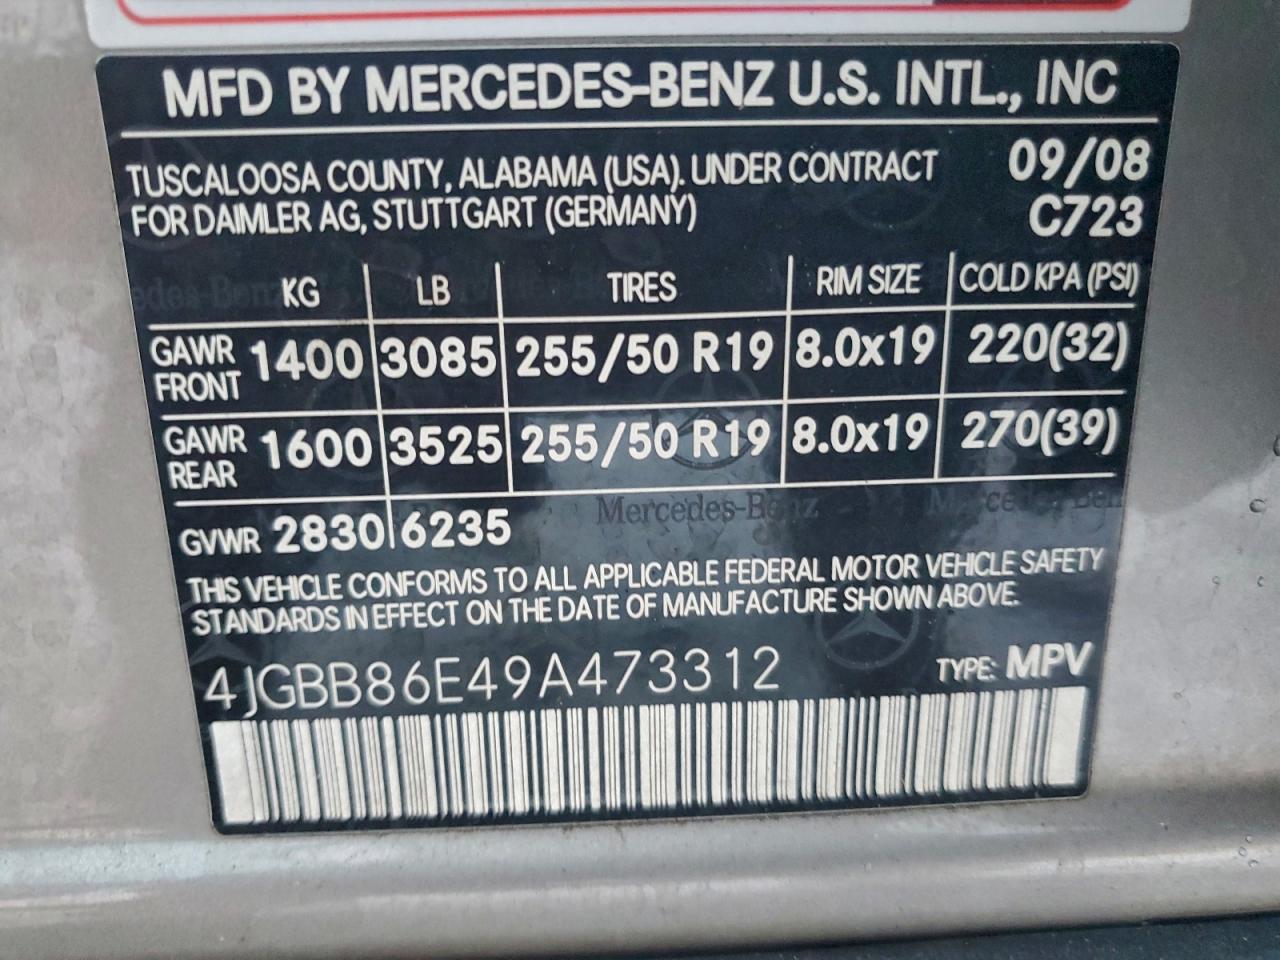 MFD BY MERCEDES-BENZ U.S. INTL., INC
TUSCALOOSA COUNTY, ALABAMA (USA). UNDER CONTRACT 09/08
FOR DAIMLER AG, STUTTGART (GERMANY) C723
KG LB TIRES RIM SIZE COLD KPA (PSI)
GAWR FRONT 1400 3085 255/50 R19 8.0x19 220(32)
GAWR REAR 1600 3525 255/50 R19 8.0x19 270(39)
Mercedes-Benz
GVWR 2830 6235
THIS VEHICLE CONFORMS TO ALL APPLICABLE FEDERAL MOTOR VEHICLE SAFETY
STANDARDS IN EFFECT ON THE DATE OF MANUFACTURE SHOWN ABOVE.
4JGBB86E49A473312 TYPE: MPV